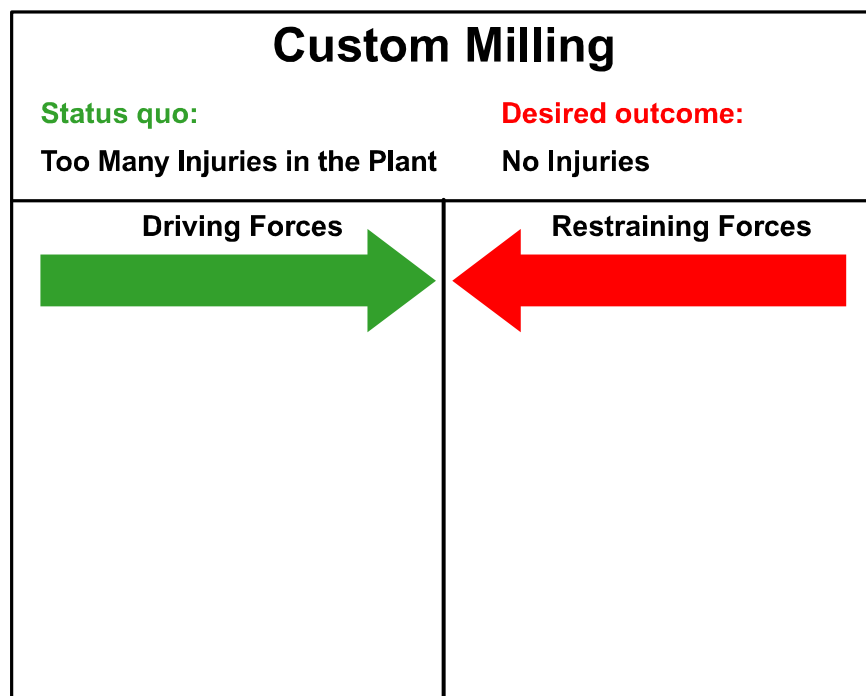 Custom Milling
Status quo:
Too Many Injuries in the Plant
Desired outcome:
No Injuries
Driving Forces
Restraining Forces